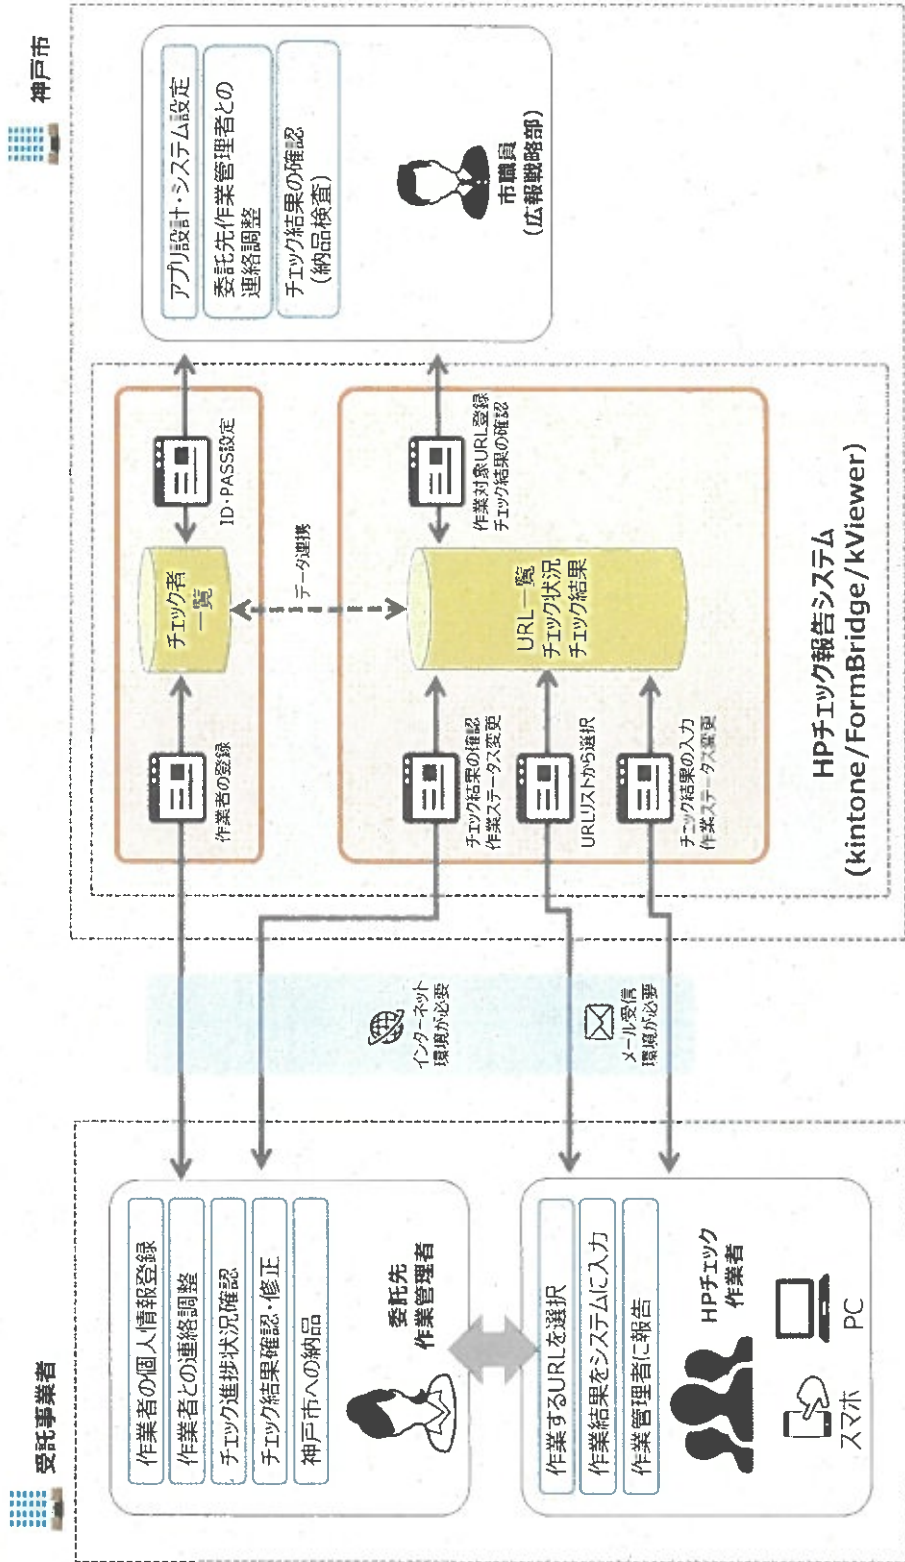 受託事業者
作業者の個人情報登録
作業者との連絡調整
チェック進捗状況確認
チェック結果確認・修正
神戸市への納品
委託先
作業管理者
作業するURLを選択
作業結果をシステムに入力
作業管理者に報告
HPチェック
作業者
スマホ
PC
インターネット
環境が必要
メール受信
環境が必要
神戸市
作業者の登録
チェック者
一覧
ID・PASS設定
データ連携
チェック結果の確認
作業ステータス変更
URLリストから選択
チェック結果の入力
作業ステータス変更
URL一覧
チェック状況
チェック結果
作業対象URL登録
チェック結果の確認
HPチェック報告システム
(kintone/FormBridge/kViewer)
アプリ設計・システム設定
委託先作業管理者との
連絡調整
チェック結果の確認
(納品検査)
市職員
(広報戦略部)